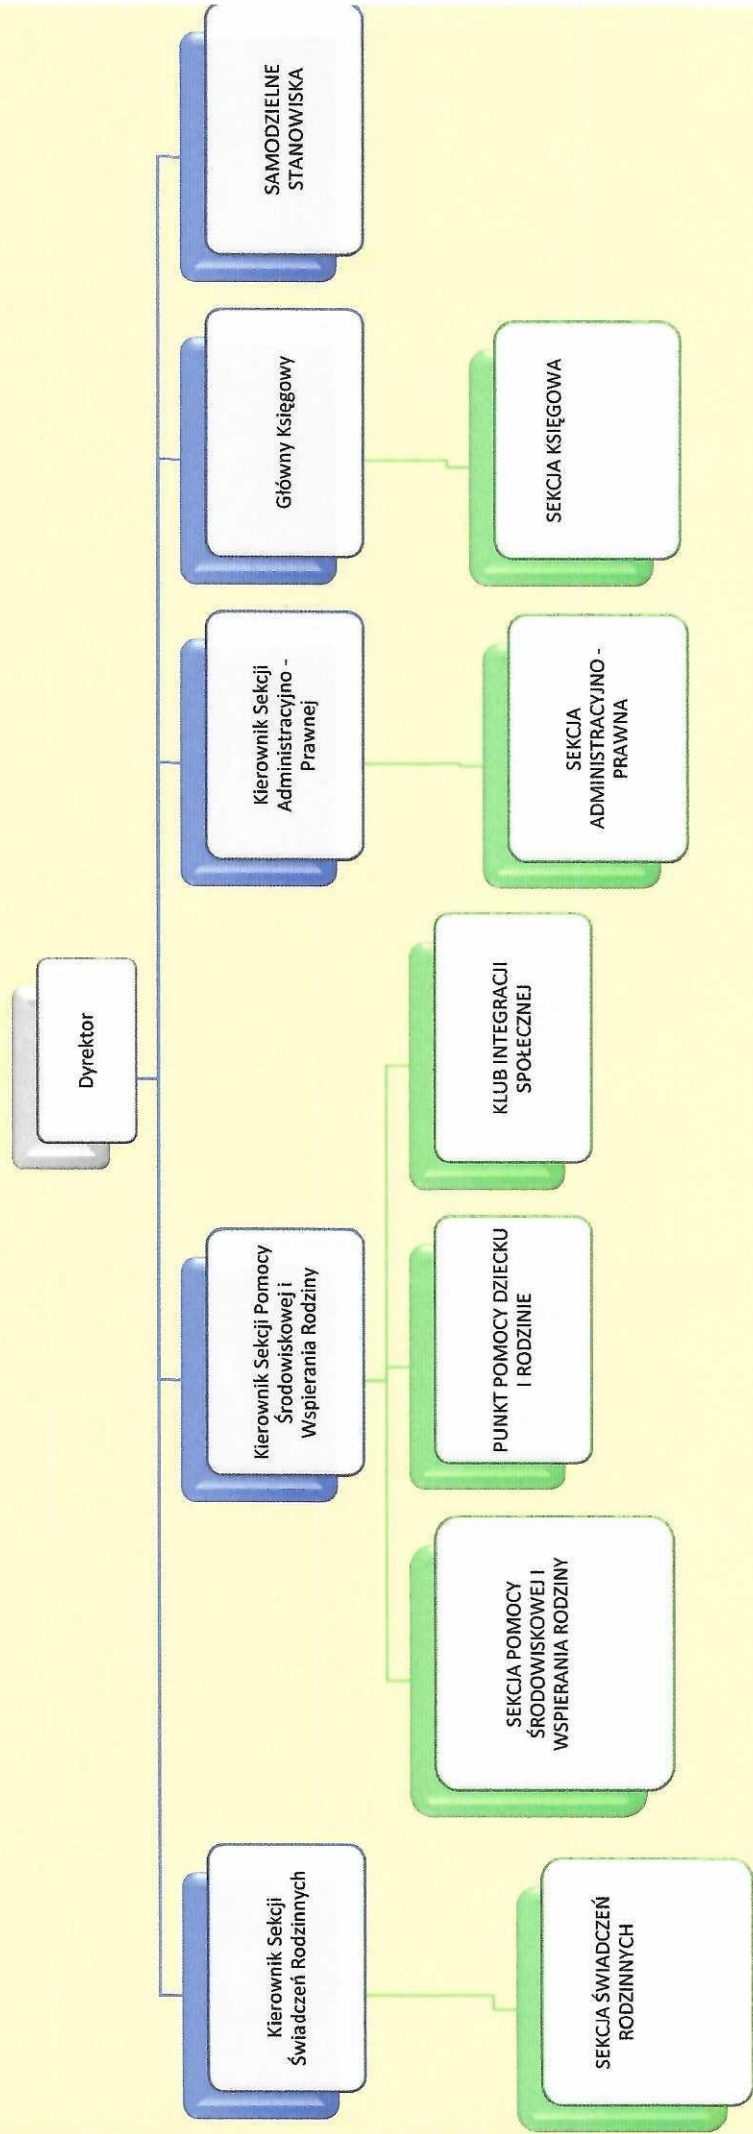 Dyrektor
Kierownik Sekcji
Świadczeń Rodzinnych
Kierownik Sekcji Pomocy
Środowiskowej i
Wspierania Rodziny
Kierownik Sekcji
Administracyjno -
Prawnej
Główny Księgowy
SAMODZIELNE
STANOWISKA
SEKCJA ŚWIADCZEŃ
RODZINNYCH
SEKCJA POMOCY
ŚRODOWISKOWEJ I
WSPIERANIA RODZINY
PUNKT POMOCY DZIECKU
I RODZINIE
KLUB INTEGRACJI
SPOŁECZNEJ
SEKCJA
ADMINISTRACYJNO -
PRAWNA
SEKCJA KSIĘGOWA